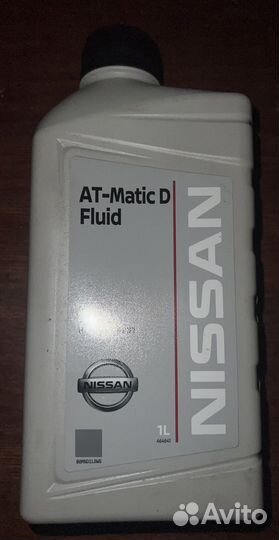 AT-Matic D
Fluid
NISSAN
NISSAN
1L
Avito